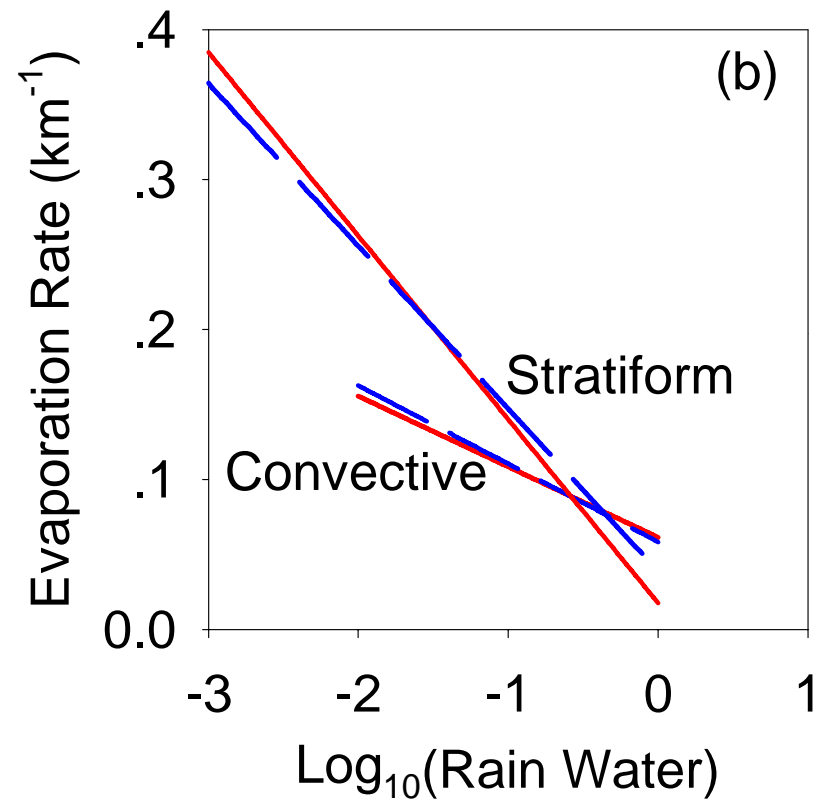 (b)
Evaporation Rate (km⁻¹)
.4
.3
.2
.1
0.0
Stratiform
Convective
-3 -2 -1 0 1
Log₁₀(Rain Water)